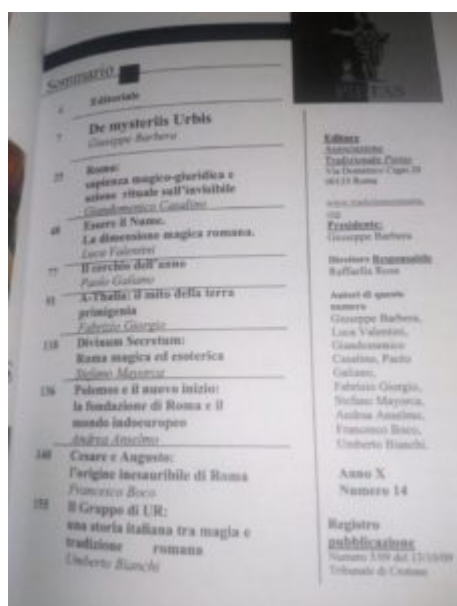 Sommario
Editoriale
7
De mysteriis Urbis
Giuseppe Barbera
Roma:
sapienza magico-giuridica e
azione rituale sull'invisibile
Giandomenico Casalino
Essere il Nome.
La dimensione magica romana.
Luca Valentini
77
Il cerchio dell'anno
Paolo Galiano
A-Thalia: il mito della terra
primigenia
Fabrizio Giorgio
118
Divinum Secretum:
Roma magica ed esoterica
Stefano Mayorca
136
Polemos e il nuovo inizio:
la fondazione di Roma e il
mondo indoeuropeo
Andrea Anselmo
Cesare e Augusto:
l'origine inesauribile di Roma
Francesco Boco
Il Gruppo di UR:
una storia italiana tra magia e
tradizione romana
Umberto Bianchi
PIETAS
Editore
Associazione
Tradizionale Pietas
Presidente:
Giuseppe Barbera
Direttore Responsabile
Raffaella Rosa
Autori di questo
numero
Giuseppe Barbera,
Luca Valentini,
Giandomenico
Casalino, Paolo
Galiano,
Fabrizio Giorgio,
Stefano Mayorca,
Andrea Anselmo,
Francesco Boco,
Umberto Bianchi.
Anno X
Numero 14
Registro
pubblicazione
Tribunale di Crotone